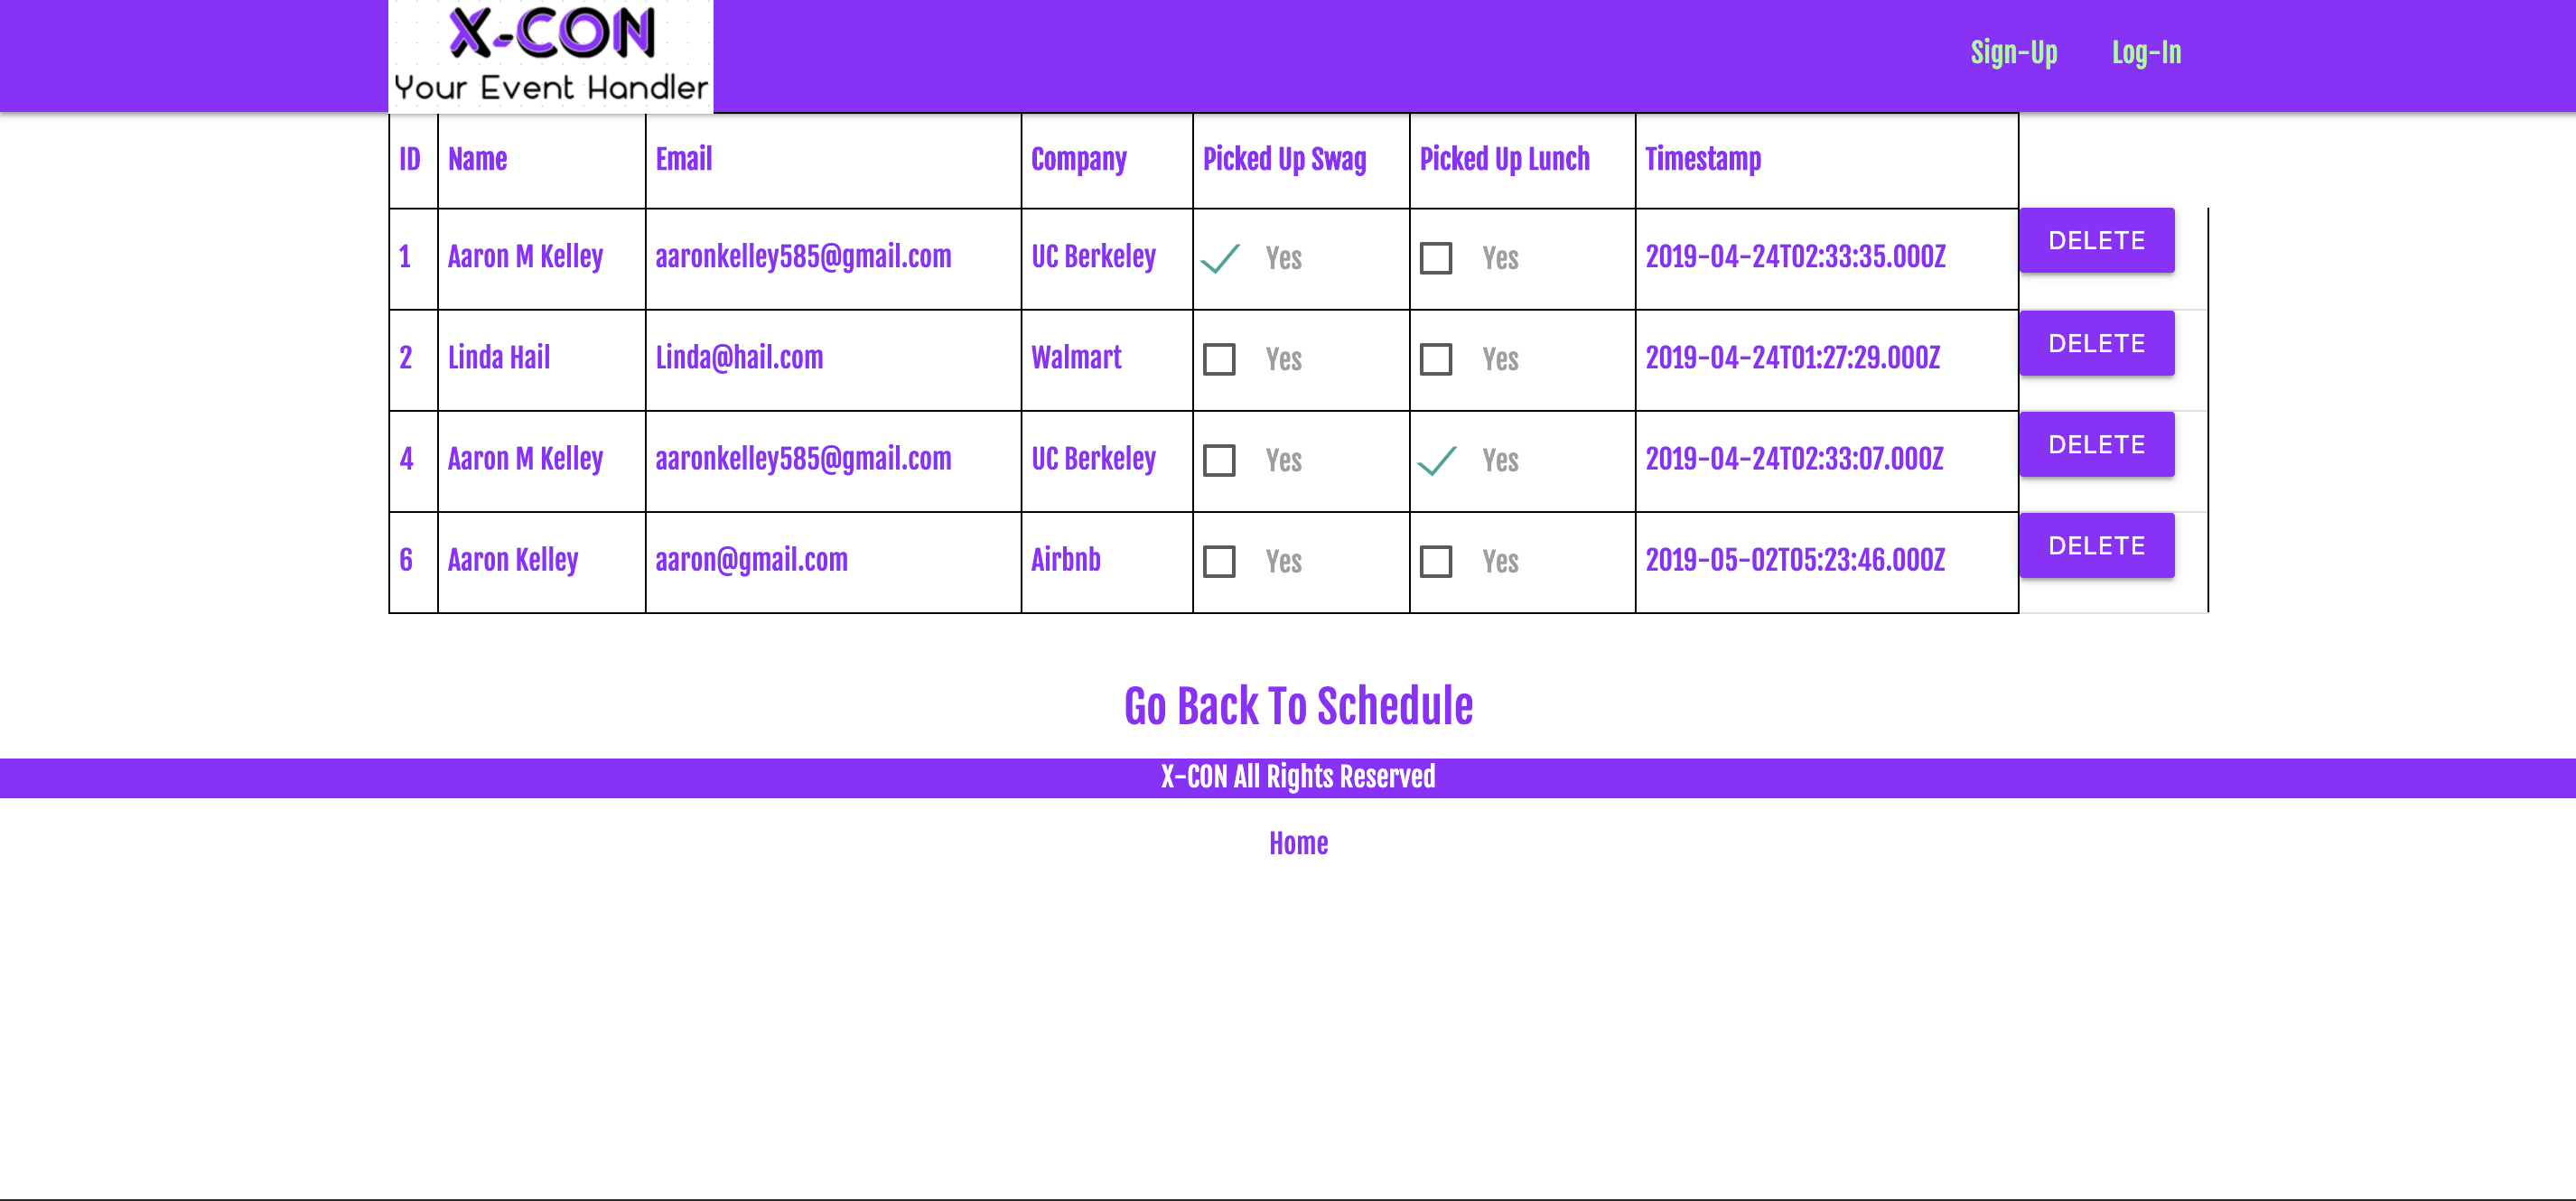 X-CON
Your Event Handler
Sign-Up Log-In
ID Name Email Company Picked Up Swag Picked Up Lunch Timestamp
1 Aaron M Kelley aaronkelley585@gmail.com UC Berkeley Yes Yes 2019-04-24T02:33:35.000Z DELETE
2 Linda Hail Linda@hail.com Walmart Yes Yes 2019-04-24T01:27:29.000Z DELETE
4 Aaron M Kelley aaronkelley585@gmail.com UC Berkeley Yes Yes 2019-04-24T02:33:07.000Z DELETE
6 Aaron Kelley aaron@gmail.com Airbnb Yes Yes 2019-05-02T05:23:46.000Z DELETE
Go Back To Schedule
X-CON All Rights Reserved
Home